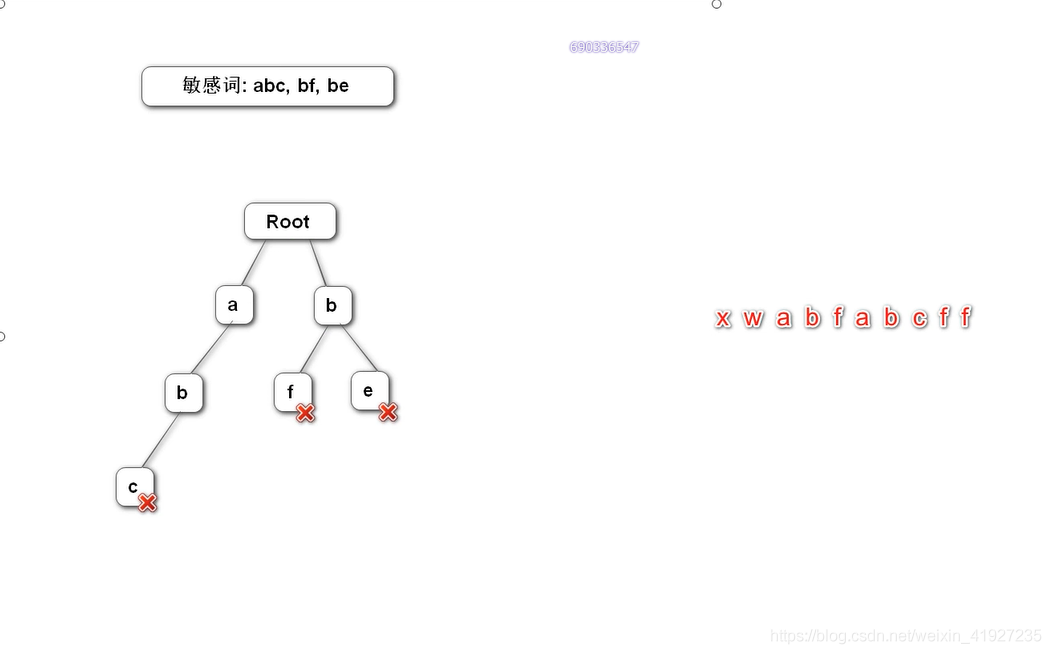 690336547
敏感词: abc, bf, be
Root
a
b
x w a b f a b c f f
b
f
e
c
https://blog.csdn.net/weixin_41927235